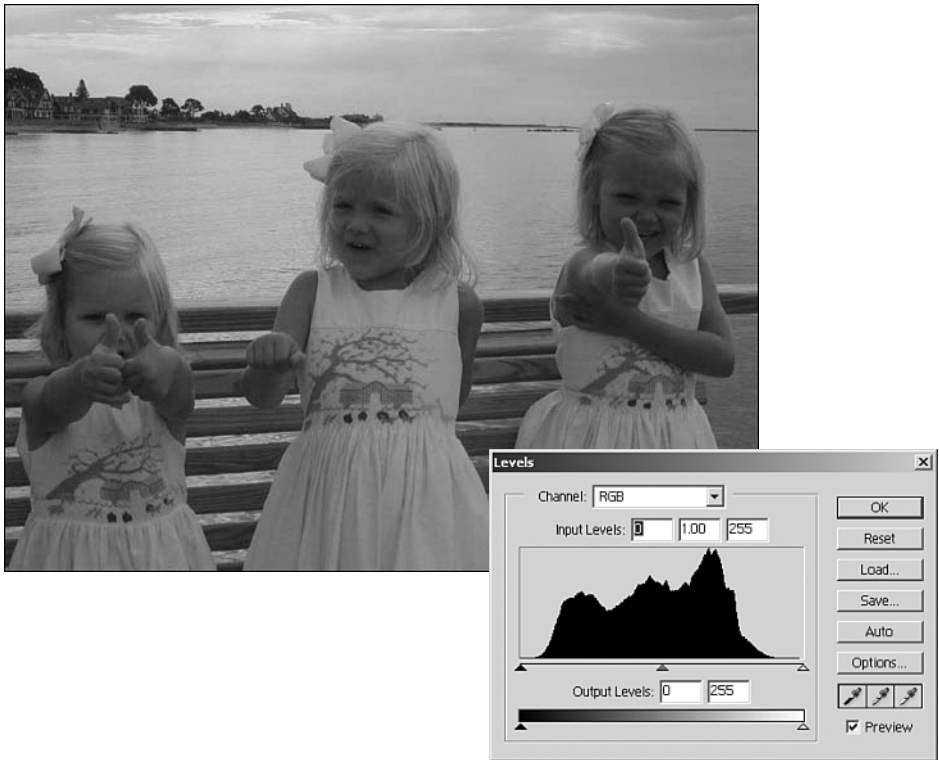 Levels
Channel: RGB
Input Levels: 0 1.00 255
Output Levels: 0 255
OK
Reset
Load...
Save...
Auto
Options...
Preview